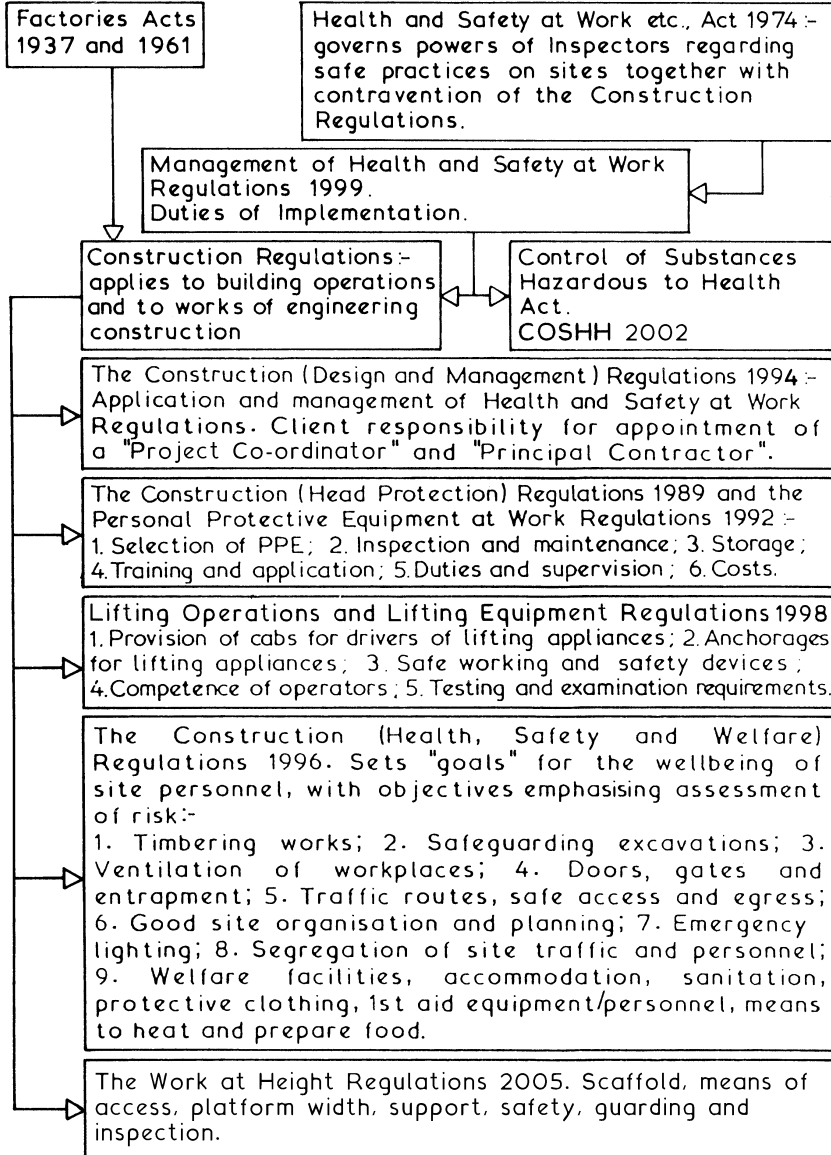 Factories Acts
1937 and 1961
Health and Safety at Work etc., Act 1974:-
governs powers of Inspectors regarding
safe practices on sites together with
contravention of the Construction
Regulations.
Management of Health and Safety at Work
Regulations 1999.
Duties of Implementation.
Construction Regulations:-
applies to building operations
and to works of engineering
construction
Control of Substances
Hazardous to Health
Act.
COSHH 2002
The Construction (Design and Management) Regulations 1994:-
Application and management of Health and Safety at Work
Regulations. Client responsibility for appointment of
a "Project Co-ordinator" and "Principal Contractor".
The Construction (Head Protection) Regulations 1989 and the
Personal Protective Equipment at Work Regulations 1992:-
1. Selection of PPE; 2. Inspection and maintenance; 3. Storage;
4. Training and application; 5. Duties and supervision; 6. Costs.
Lifting Operations and Lifting Equipment Regulations 1998
1. Provision of cabs for drivers of lifting appliances; 2. Anchorages
for lifting appliances; 3. Safe working and safety devices;
4. Competence of operators; 5. Testing and examination requirements.
The Construction (Health, Safety and Welfare)
Regulations 1996. Sets "goals" for the wellbeing of
site personnel, with objectives emphasising assessment
of risk:-
1. Timbering works; 2. Safeguarding excavations; 3.
Ventilation of workplaces; 4. Doors, gates and
entrapment; 5. Traffic routes, safe access and egress;
6. Good site organisation and planning; 7. Emergency
lighting; 8. Segregation of site traffic and personnel;
9. Welfare facilities, accommodation, sanitation,
protective clothing, 1st aid equipment/personnel, means
to heat and prepare food.
The Work at Height Regulations 2005. Scaffold, means of
access, platform width, support, safety, guarding and
inspection.